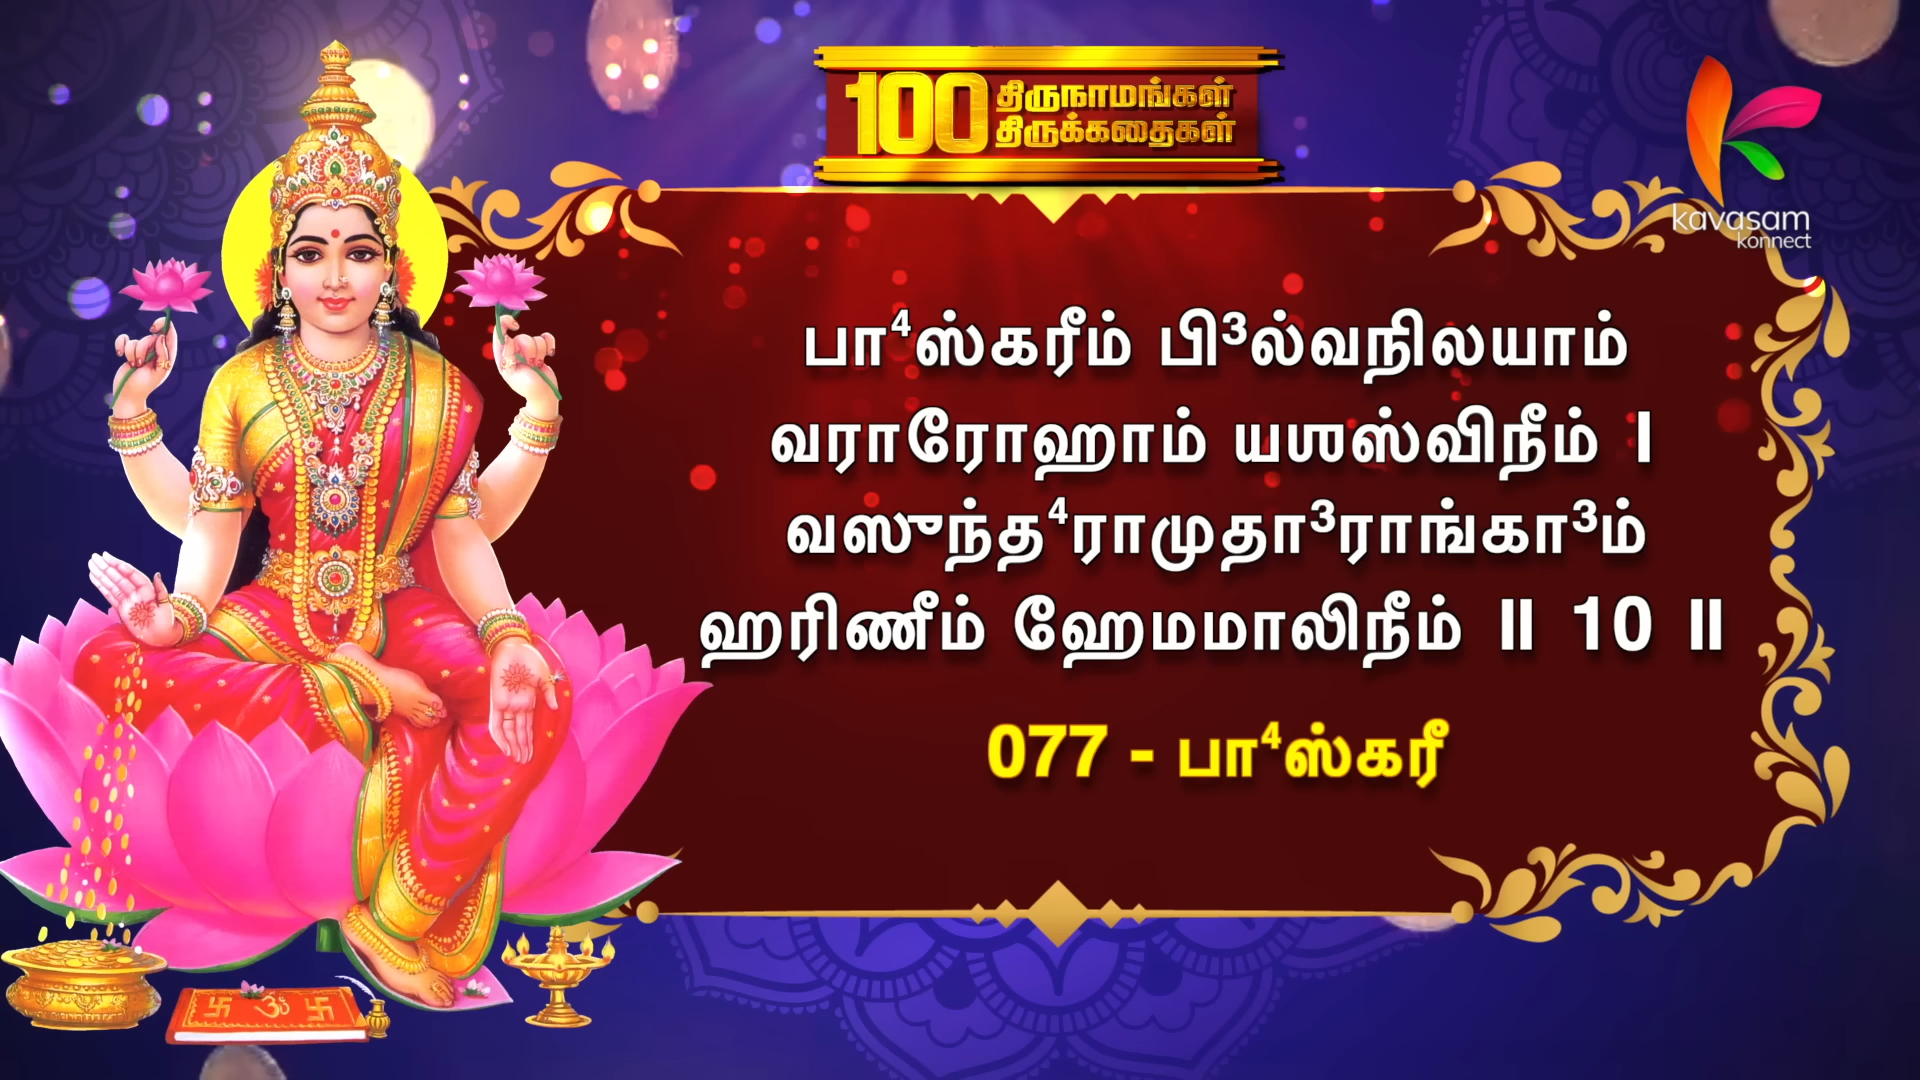 100 திருநாமங்கள்
திருக்கதைகள்
kavasam
konnect
பா⁴ஸ்கரீம் பி³ல்வநிலயாம்
வராரோஹாம் யஶஸ்விநீம் ।
வஸுந்த⁴ராமுதா³ராங்கா³ம்
ஹரிணீம் ஹேமமாலிநீம் ॥ 10 ॥
077 - பா⁴ஸ்கரீ
ॐ